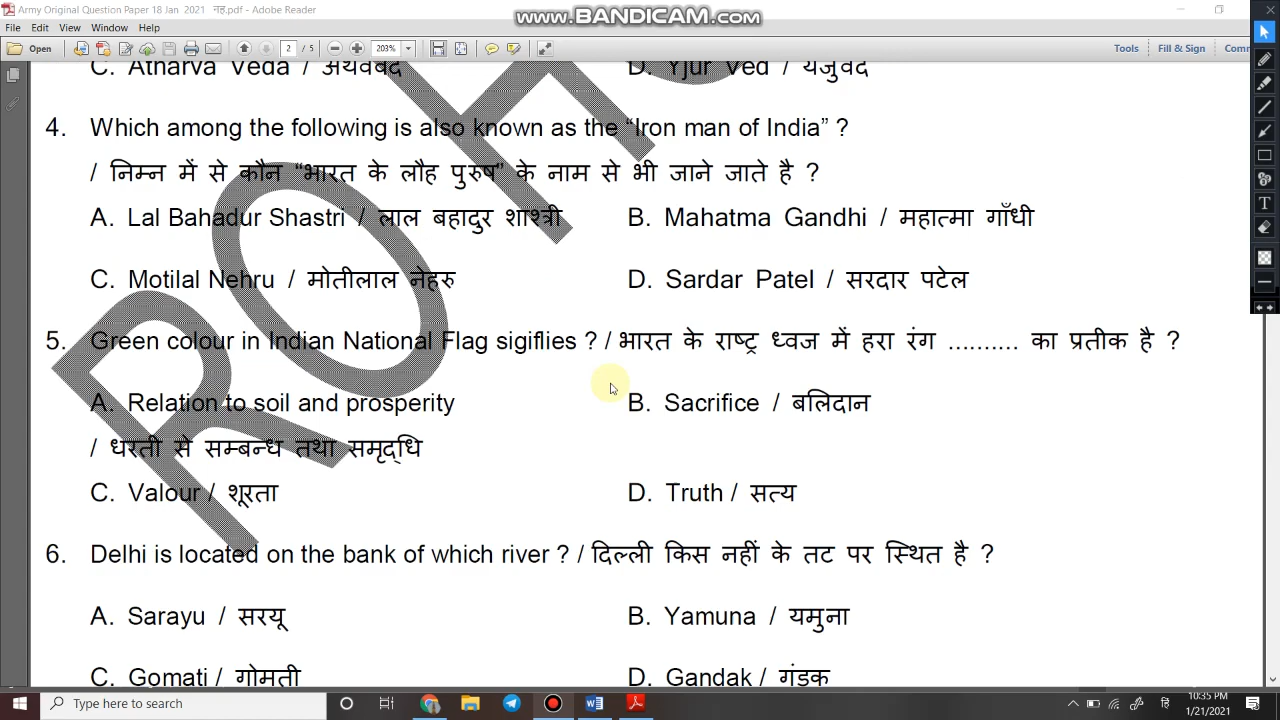 Army Original Question Paper 18 Jan 2021 नह.pdf - Adobe Reader
www.BANDICAM.com
File Edit View Window Help
Open 2 / 5 203% Tools Fill & Sign Comm
C. Atharva Veda / अथर्ववेद D. Yjur Ved / यजुर्वेद
4. Which among the following is also known as the “Iron man of India” ?
/ निम्न में से कौन “भारत के लौह पुरुष” के नाम से भी जाने जाते है ?
A. Lal Bahadur Shastri / लाल बहादुर शाश्त्री B. Mahatma Gandhi / महात्मा गाँधी
C. Motilal Nehru / मोतीलाल नेहरु D. Sardar Patel / सरदार पटेल
5. Green colour in Indian National Flag sigiflies ? / भारत के राष्ट्र ध्वज में हरा रंग .......... का प्रतीक है ?
A. Relation to soil and prosperity B. Sacrifice / बलिदान
/ धरती से सम्बन्ध तथा समृद्धि
C. Valour / शूरता D. Truth / सत्य
6. Delhi is located on the bank of which river ? / दिल्ली किस नहीं के तट पर स्थित है ?
A. Sarayu / सरयू B. Yamuna / यमुना
C. Gomati / गोमती D. Gandak / गंडक
ROH
Type here to search
10:35 PM
1/21/2021